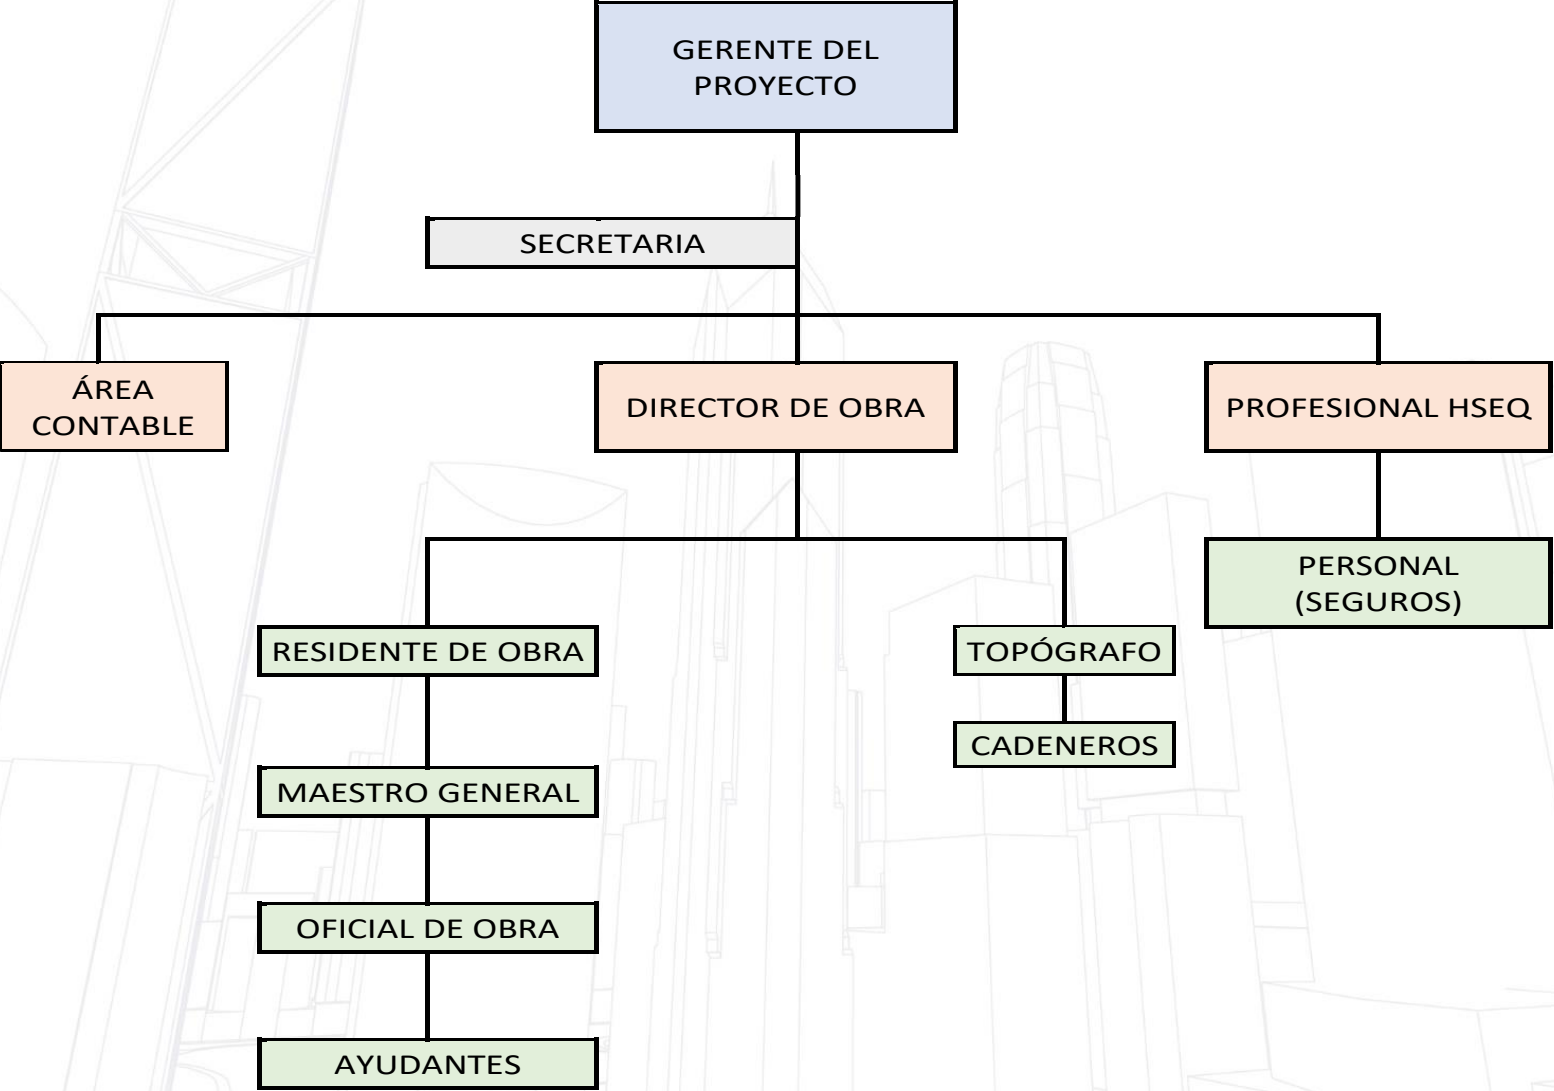 GERENTE DEL
PROYECTO
SECRETARIA
ÁREA
CONTABLE
DIRECTOR DE OBRA
PROFESIONAL HSEQ
PERSONAL
(SEGUROS)
RESIDENTE DE OBRA
TOPÓGRAFO
CADENEROS
MAESTRO GENERAL
OFICIAL DE OBRA
AYUDANTES